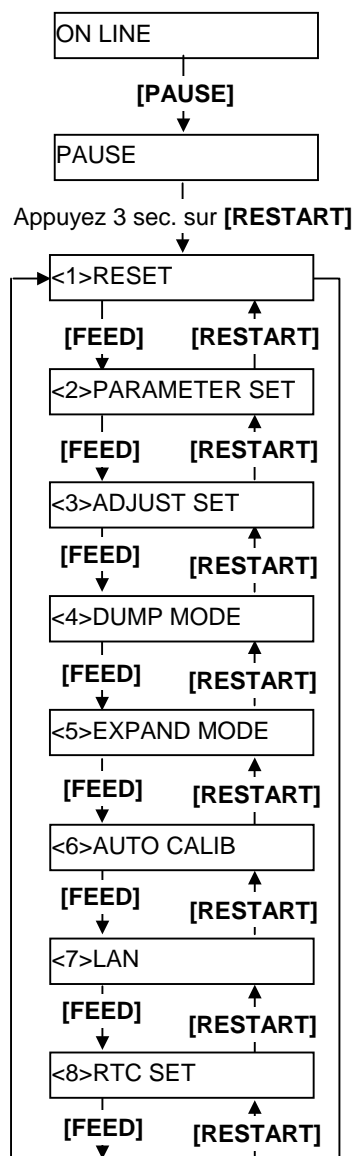 ON LINE
[PAUSE]
PAUSE
Appuyez 3 sec. sur [RESTART]
<1>RESET
[FEED] [RESTART]
<2>PARAMETER SET
[FEED] [RESTART]
<3>ADJUST SET
[FEED] [RESTART]
<4>DUMP MODE
[FEED] [RESTART]
<5>EXPAND MODE
[FEED] [RESTART]
<6>AUTO CALIB
[FEED] [RESTART]
<7>LAN
[FEED] [RESTART]
<8>RTC SET
[FEED] [RESTART]